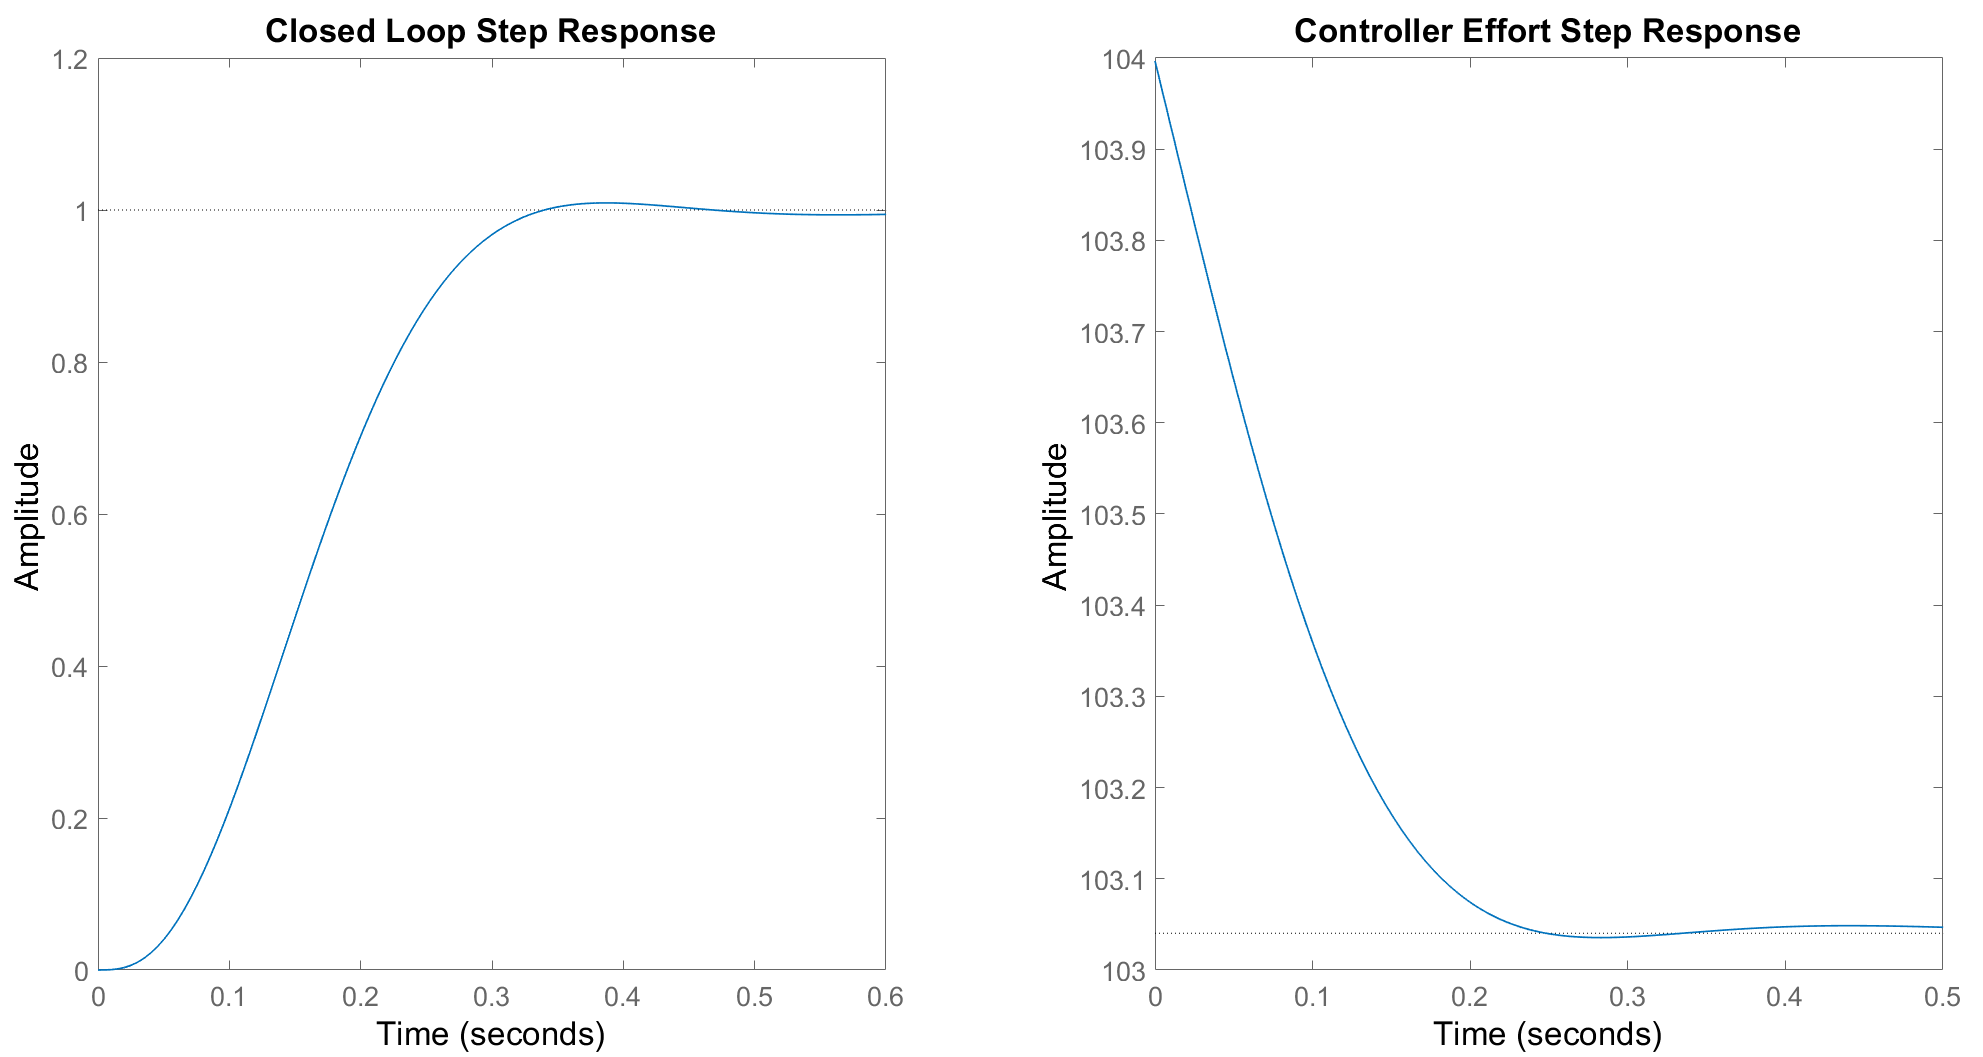 Closed Loop Step Response
1.2
1
0.8
0.6
0.4
0.2
0
Amplitude
0 0.1 0.2 0.3 0.4 0.5 0.6
Time (seconds)
Controller Effort Step Response
104
103.9
103.8
103.7
103.6
103.5
103.4
103.3
103.2
103.1
103
Amplitude
0 0.1 0.2 0.3 0.4 0.5
Time (seconds)